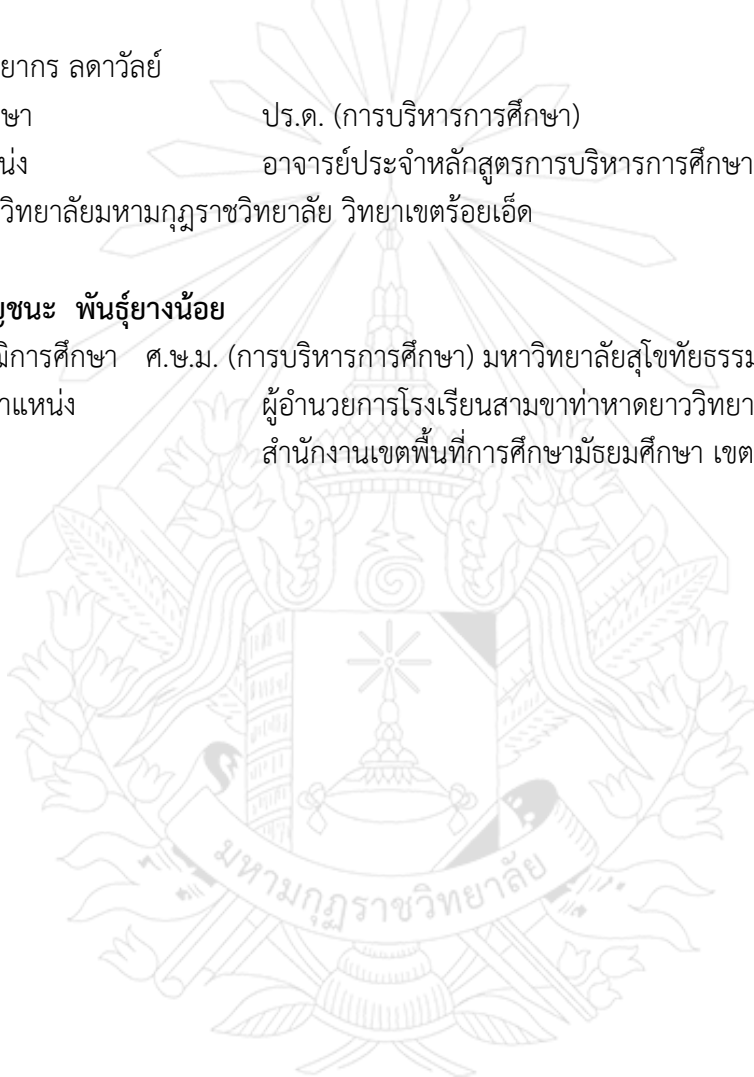 ยากร ลดาวัลย์
ษา ปร.ด. (การบริหารการศึกษา)
น่ง อาจารย์ประจำหลักสูตรการบริหารการศึกษา
วิทยาลัยมหามกุฏราชวิทยาลัย วิทยาเขตร้อยเอ็ด
ญชนะ พันธุ์ยางน้อย
ฒิการศึกษา ศ.ษ.ม. (การบริหารการศึกษา) มหาวิทยาลัยสุโขทัยธรรม
าแหน่ง ผู้อำนวยการโรงเรียนสามขาท่าหาดยาววิทยา
สำนักงานเขตพื้นที่การศึกษามัธยมศึกษา เขต
มหามกุฏราชวิทยาลัย